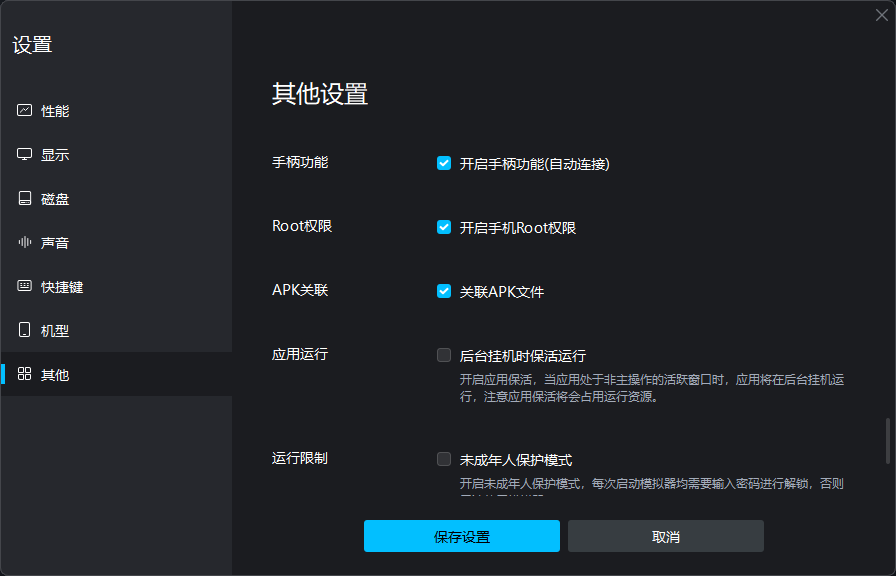 设置
性能
显示
磁盘
声音
快捷键
机型
其他
其他设置
手柄功能
开启手柄功能(自动连接)
Root权限
开启手机Root权限
APK关联
关联APK文件
应用运行
后台挂机时保活运行
开启应用保活，当应用处于非主操作的活跃窗口时，应用将在后台挂机运
行，注意应用保活将会占用运行资源。
运行限制
未成年人保护模式
开启未成年人保护模式，每次启动模拟器均需要输入密码进行解锁，否则
保存设置
取消